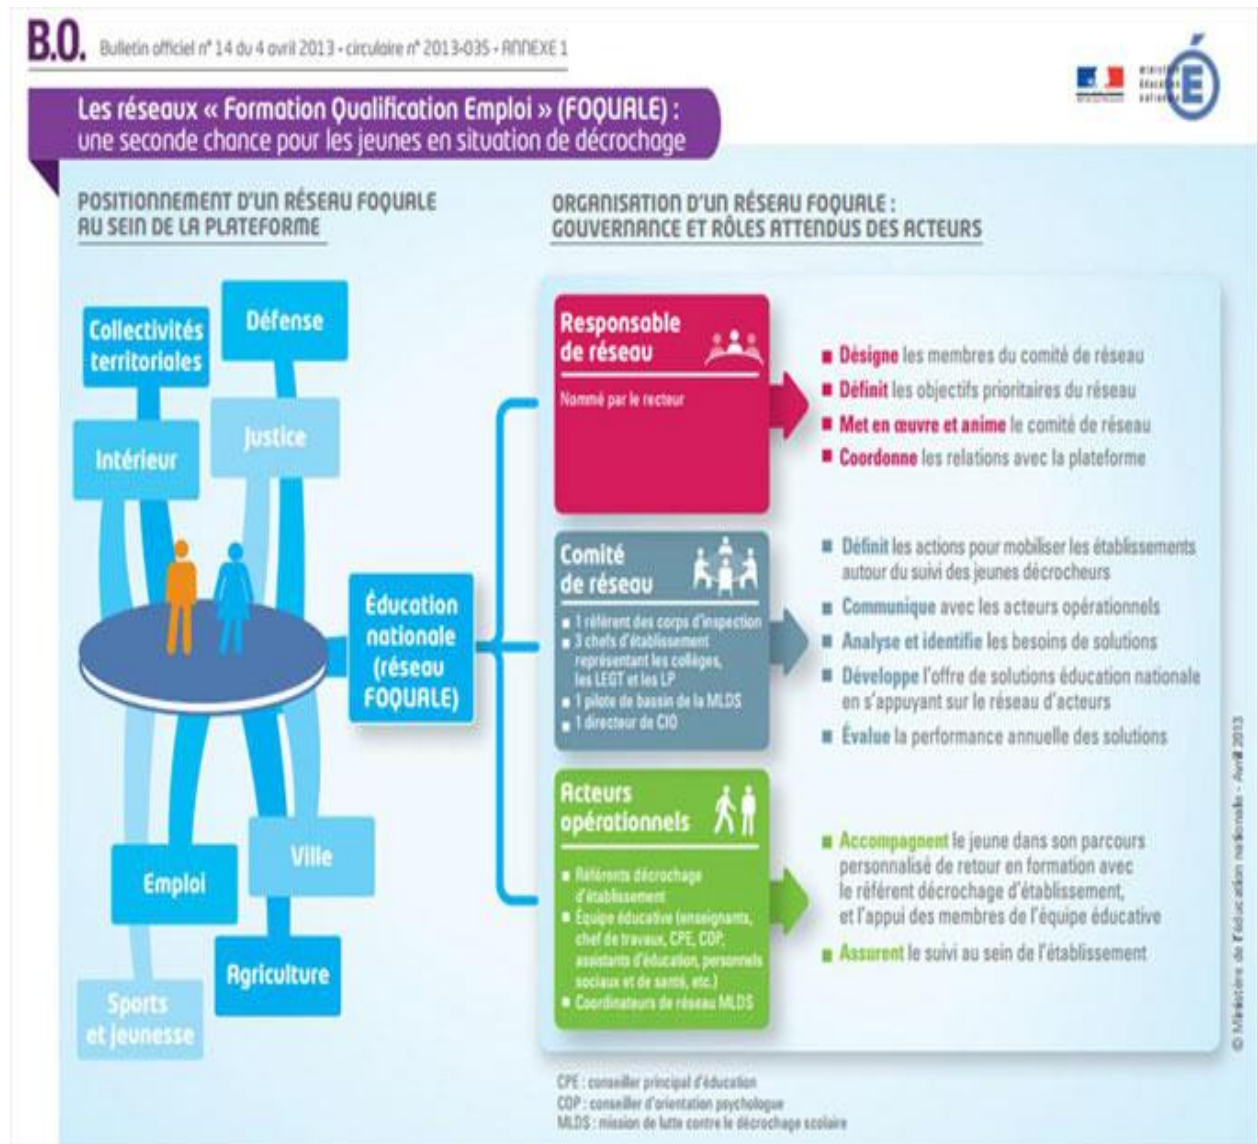 B.O. Bulletin officiel n° 14 du 4 avril 2013 - circulaire n° 2013-035 - ANNEXE 1
Les réseaux « Formation Qualification Emploi » (FOQUALE) :
une seconde chance pour les jeunes en situation de décrochage
ministère
éducation
nationale
POSITIONNEMENT D'UN RÉSEAU FOQUALE
AU SEIN DE LA PLATEFORME
Collectivités
territoriales
Défense
Intérieur
Justice
Éducation
nationale
(réseau
FOQUALE)
Emploi
Ville
Agriculture
Sports
et jeunesse
ORGANISATION D'UN RÉSEAU FOQUALE :
GOUVERNANCE ET RÔLES ATTENDUS DES ACTEURS
Responsable
de réseau
Nommé par le recteur
■ Désigne les membres du comité de réseau
■ Définit les objectifs prioritaires du réseau
■ Met en œuvre et anime le comité de réseau
■ Coordonne les relations avec la plateforme
Comité
de réseau
■ 1 référent des corps d'inspection
■ 3 chefs d'établissement
représentant les collèges,
les LEGT et les LP
■ 1 pilote de bassin de la MLDS
■ 1 directeur de CIO
■ Définit les actions pour mobiliser les établissements
autour du suivi des jeunes décrocheurs
■ Communique avec les acteurs opérationnels
■ Analyse et identifie les besoins de solutions
■ Développe l'offre de solutions éducation nationale
en s'appuyant sur le réseau d'acteurs
■ Évalue la performance annuelle des solutions
Acteurs
opérationnels
■ Référents décrochage
d'établissement
■ Équipe éducative (enseignants,
chef de travaux, CPE, COP,
assistants d'éducation, personnels
sociaux et de santé, etc.)
■ Coordinateurs de réseau MLDS
■ Accompagnent le jeune dans son parcours
personnalisé de retour en formation avec
le référent décrochage d'établissement,
et l'appui des membres de l'équipe éducative
■ Assurent le suivi au sein de l'établissement
CPE : conseiller principal d'éducation
COP : conseiller d'orientation psychologue
MLDS : mission de lutte contre le décrochage scolaire
© Ministère de l'éducation nationale - Avril 2013